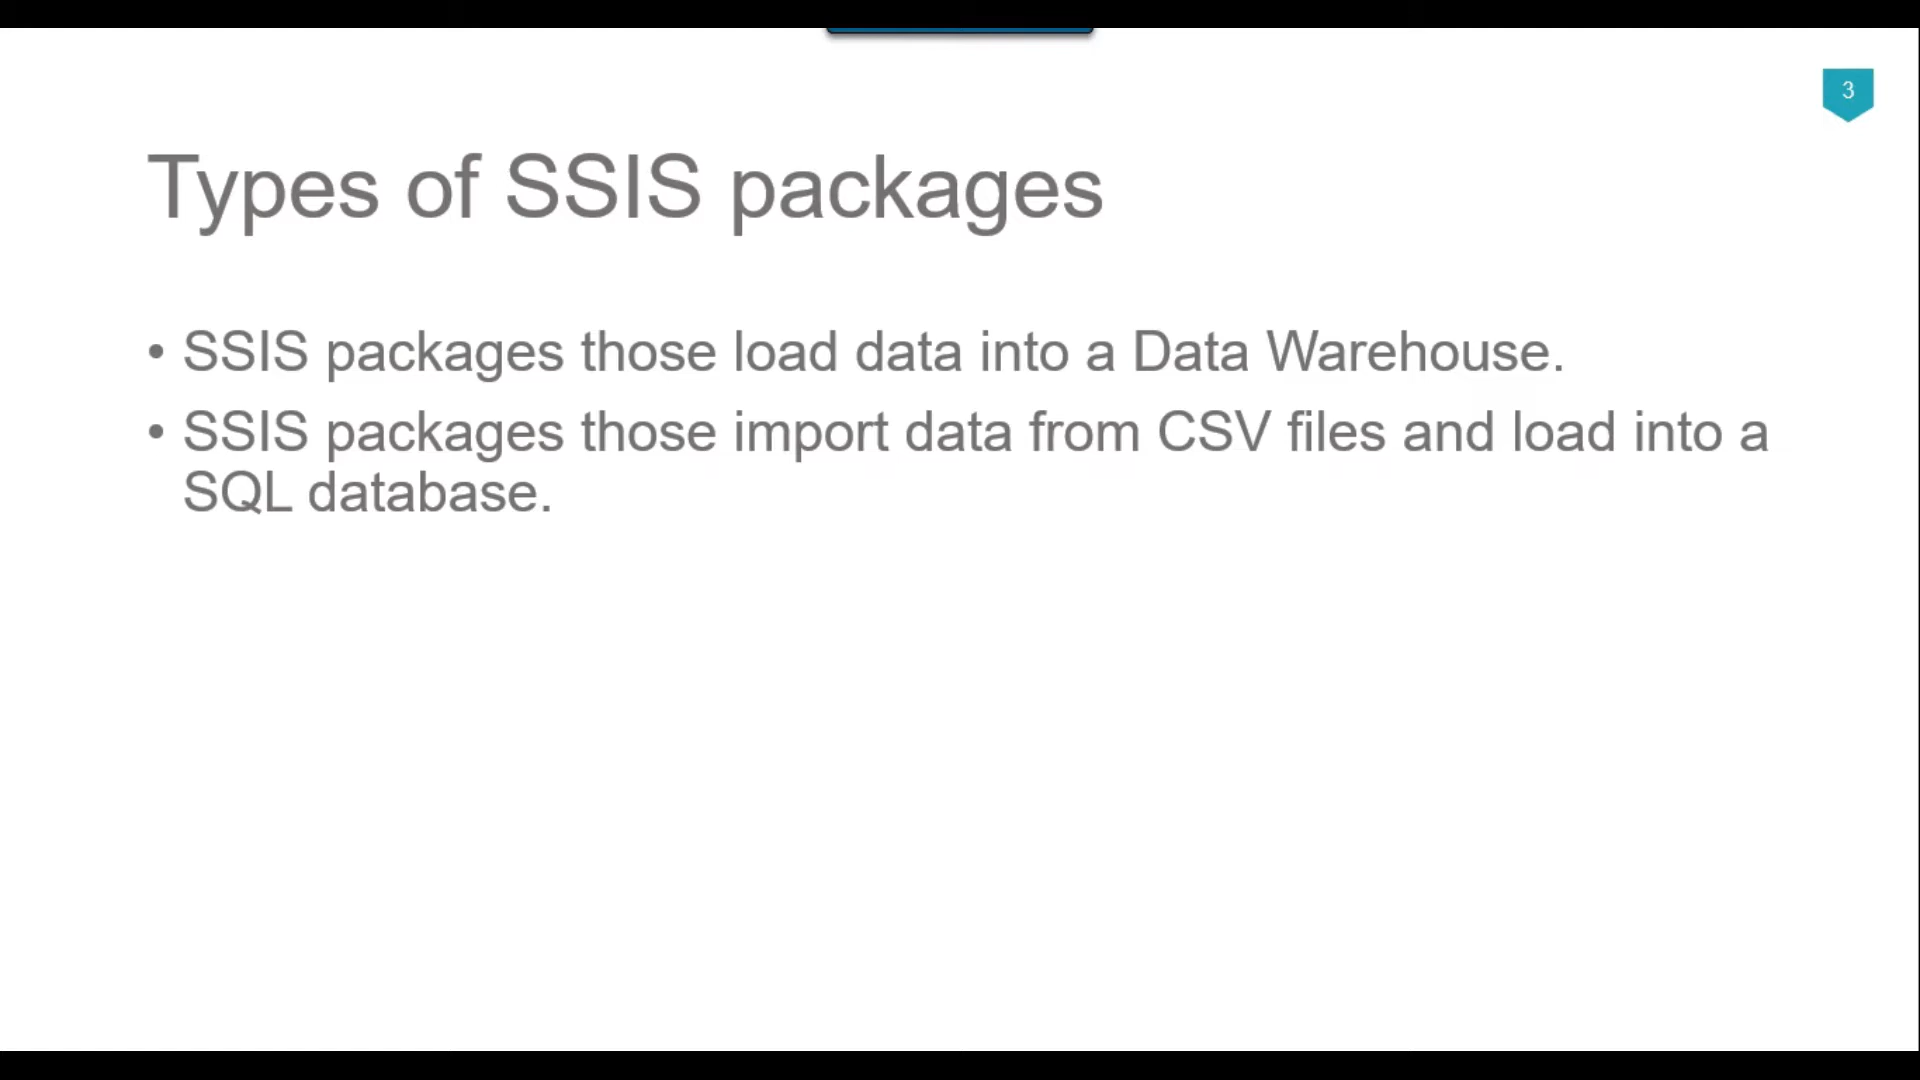 3
Types of SSIS packages
• SSIS packages those load data into a Data Warehouse.
• SSIS packages those import data from CSV files and load into a
SQL database.